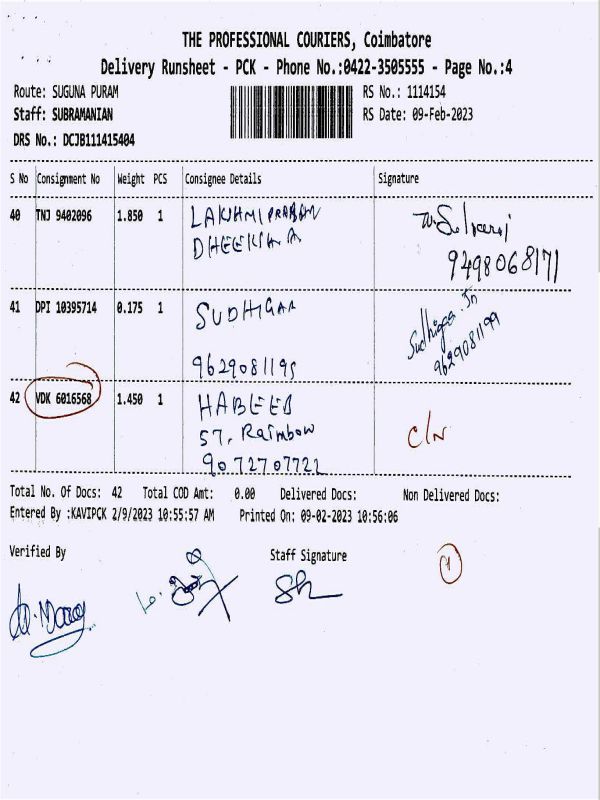 THE PROFESSIONAL COURIERS, Coimbatore
Delivery Runsheet - PCK - Phone No.:0422-3505555 - Page No.:4
Route: SUGUNA PURAM RS No.: 1114154
Staff: SUBRAMANIAN RS Date: 09-Feb-2023
DRS No.: DCJB111415404
S No Consignment No Weight PCS Consignee Details Signature
40 TNJ 9402096 1.850 1 LAKHMI PRABAN
DHEEKSHA
9498068171
41 DPI 10395714 0.175 1 SUDHIGAA
Sudhigaa
9629081199
9629081195
42 VDK 6016568 1.450 1 HABEEB
57, Rainbow C/N
9072707722
Total No. Of Docs: 42 Total COD Amt: 0.00 Delivered Docs: Non Delivered Docs:
Entered By :KAVIPCK 2/9/2023 10:55:57 AM Printed On: 09-02-2023 10:56:06
Verified By Staff Signature